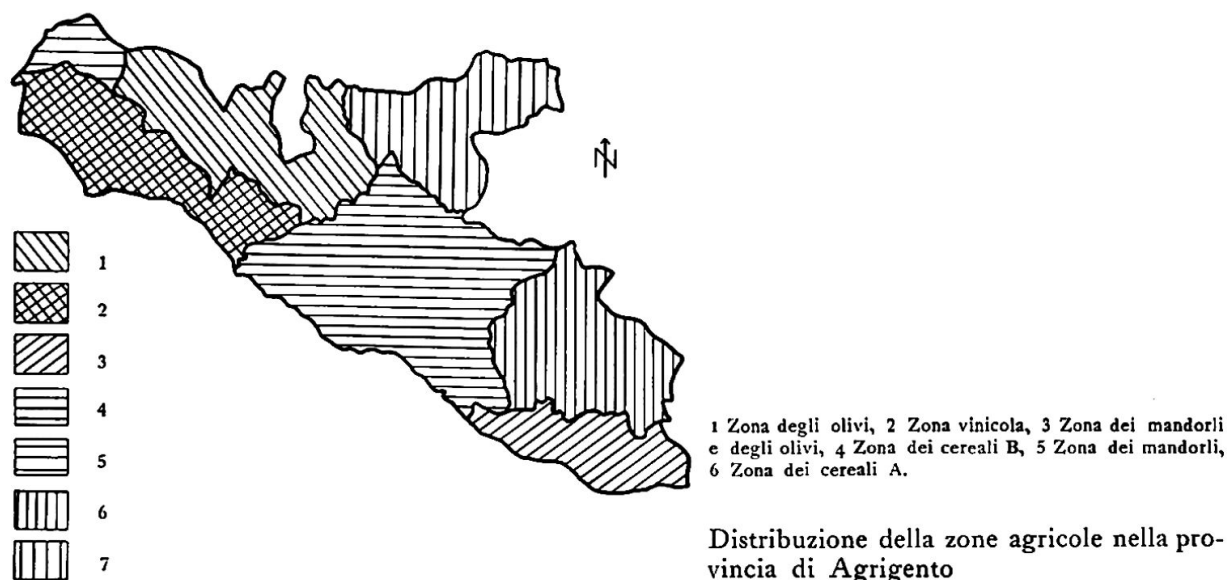 N
1
2
3
4
5
6
7
1 Zona degli olivi, 2 Zona vinicola, 3 Zona dei mandorli
e degli olivi, 4 Zona dei cereali B, 5 Zona dei mandorli,
6 Zona dei cereali A.
Distribuzione della zone agricole nella pro-
vincia di Agrigento